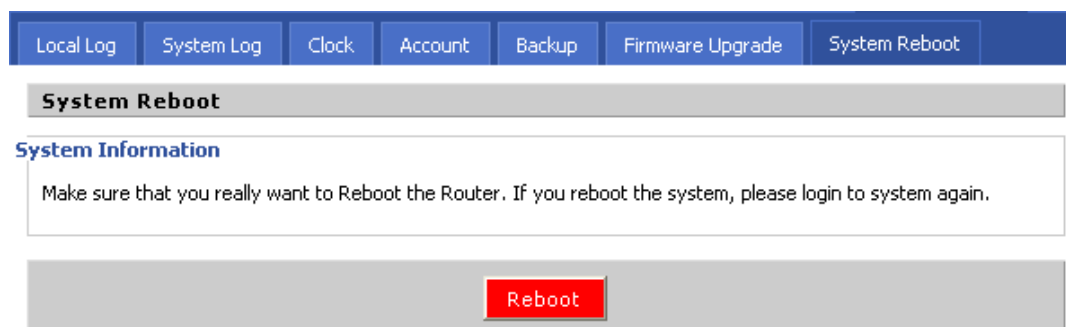 Local Log System Log Clock Account Backup Firmware Upgrade System Reboot
System Reboot
System Information
Make sure that you really want to Reboot the Router. If you reboot the system, please login to system again.
Reboot